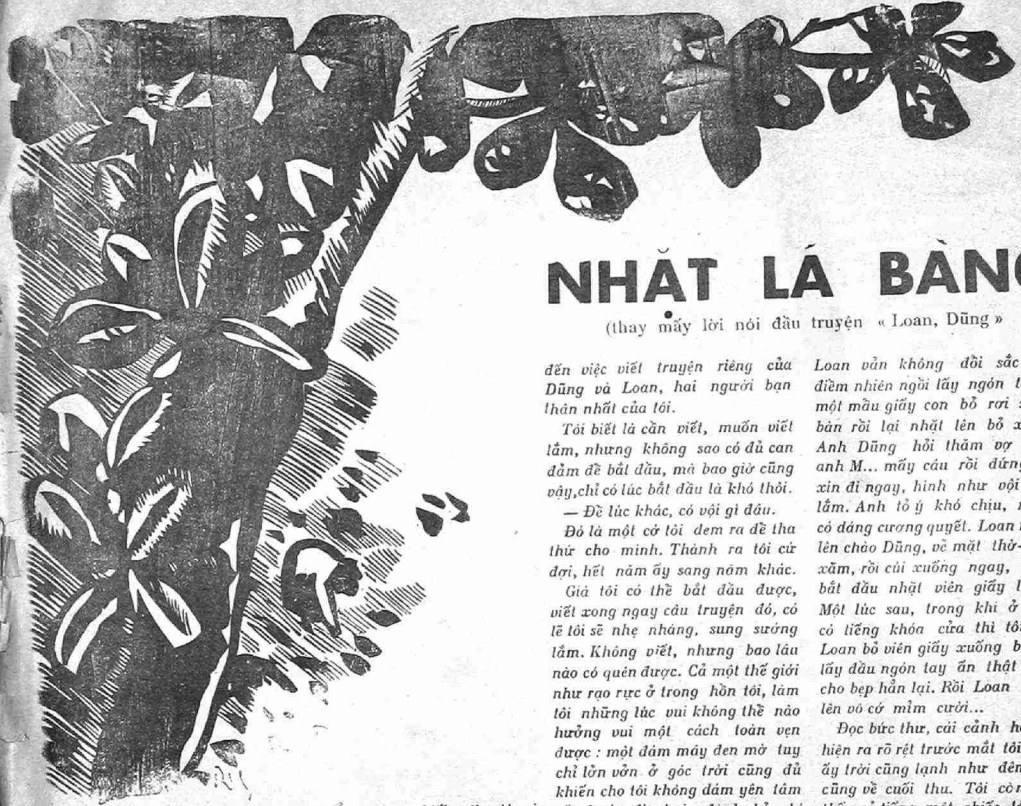 NHẶT LÁ BÀNG
(thay mấy lời nói đầu truyện « Loan, Dũng »
đến việc viết truyện riêng của
Dũng và Loan, hai người bạn
thân nhất của tôi.
Tôi biết là cần viết, muốn viết
lắm, nhưng không sao có đủ can
đảm để bắt đầu, mà bao giờ cũng
vậy,chỉ có lúc bắt đầu là khó thôi.
— Để lúc khác, có vội gì đâu.
Đó là một cớ tôi đem ra để tha
thứ cho mình. Thành ra tôi cứ
đợi, hết năm ấy sang năm khác.
Giá tôi có thể bắt đầu được,
viết xong ngay câu truyện đó, có
lẽ tôi sẽ nhẹ nhàng, sung sướng
lắm. Không viết, nhưng bao lâu
nào có quên được. Cả một thế giới
như rạo rực ở trong hồn tôi, làm
tôi những lúc vui không thể nào
hưởng vui một cách toàn vẹn
được : một đám mây đen mờ tuy
chỉ lởn vởn ở góc trời cũng đủ
khiến cho tôi không dám yên tâm
Loan vẫn không đổi sắc
điềm nhiên ngồi lấy ngón
một mẩu giấy con bỏ rơi
bàn rồi lại nhặt lên bỏ
Anh Dũng hỏi thăm vợ
anh M... mấy câu rồi đứng
xin đi ngay, hình như vội
lắm. Anh tỏ ý khó chịu,
có dáng cương quyết. Loan
lên chào Dũng, vẻ mặt thờ-
xăm, rồi cúi xuống ngay,
bắt đầu nhặt viên giấy
Một lúc sau, trong khi ở
có tiếng khóa cửa thì tôi
Loan bỏ viên giấy xuống
lấy đầu ngón tay ấn thật
cho bẹp hẳn lại. Rồi Loan
lên vô cớ mỉm cười...
Đọc bức thư, cái cảnh
hiện ra rõ rệt trước mắt tôi
ấy trời cũng lạnh như đêm
cũng về cuối thu. Tôi còn